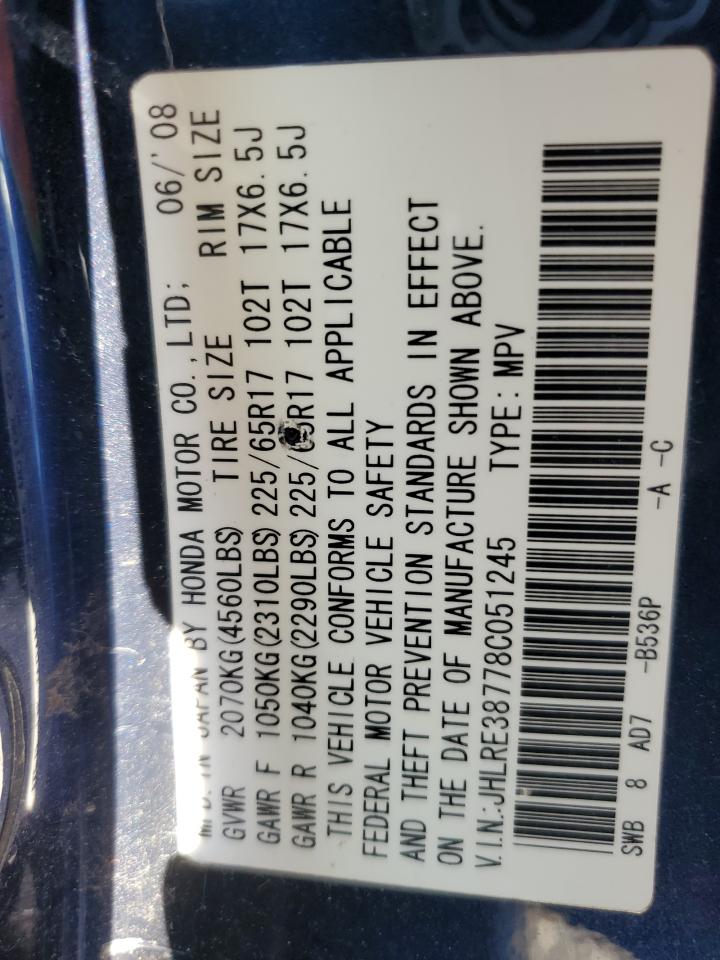 IN JAPAN BY HONDA MOTOR CO.,LTD; 06/'08
GVWR 2070KG(4560LBS) TIRE SIZE RIM SIZE
GAWR F 1050KG(2310LBS) 225/65R17 102T 17X6.5J
GAWR R 1040KG(2290LBS) 225/65R17 102T 17X6.5J
THIS VEHICLE CONFORMS TO ALL APPLICABLE
FEDERAL MOTOR VEHICLE SAFETY
AND THEFT PREVENTION STANDARDS IN EFFECT
ON THE DATE OF MANUFACTURE SHOWN ABOVE.
V.I.N.:JHLRE38778C051245 TYPE: MPV
SWB 8 AD7 -B536P -A -C